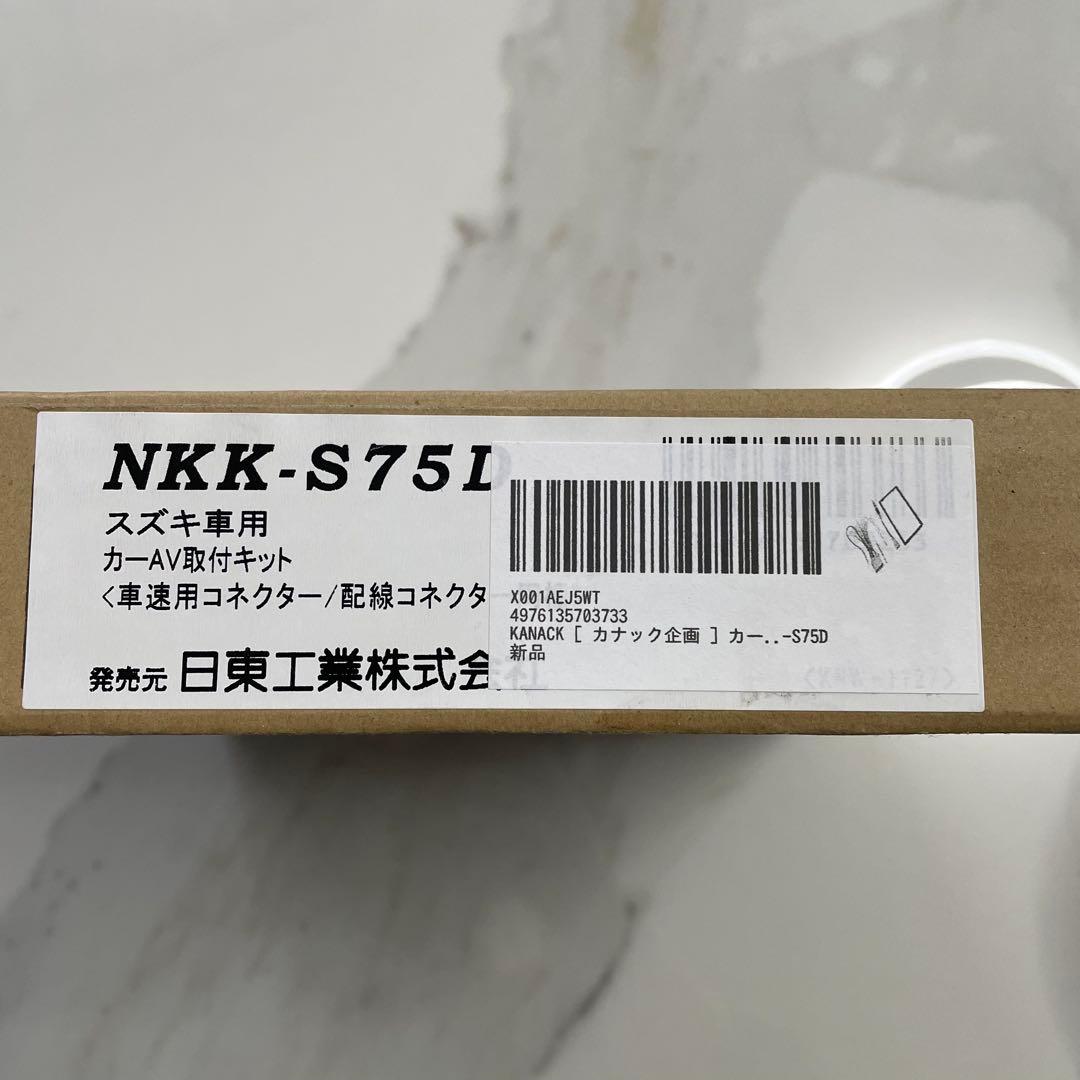 NKK-S75D
スズキ車用
カーAV取付キット
<車速用コネクター/配線コネクタ
発売元 日東工業株式会社
X001AEJ5WT
4976135703733
KANACK [ カナック企画 ] カー..-S75D
新品